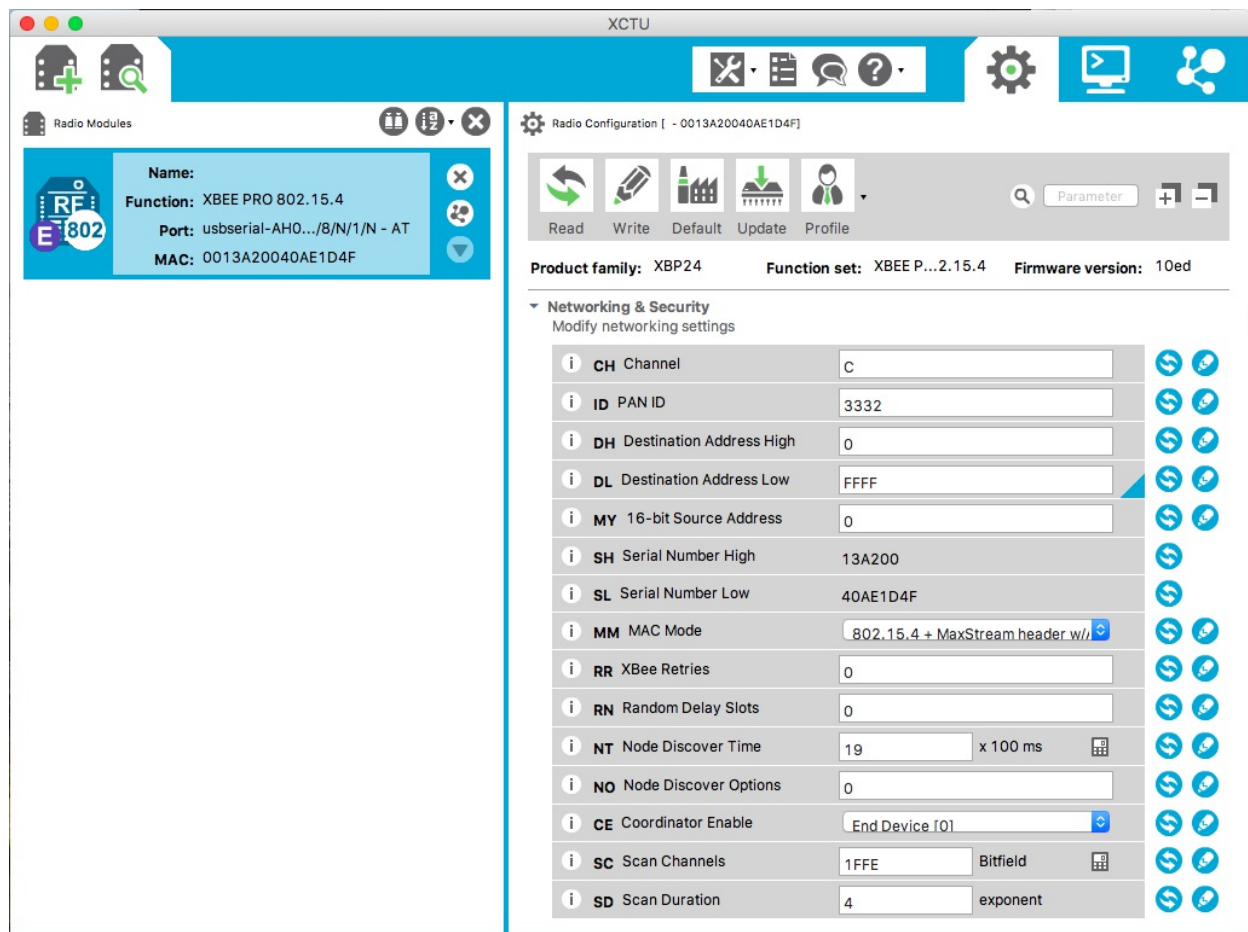 XCTU
Radio Modules
Name:
Function: XBEE PRO 802.15.4
Port: usbserial-AH0.../8/N/1/N - AT
MAC: 0013A20040AE1D4F
RF
E 802
Radio Configuration [ - 0013A20040AE1D4F]
Read Write Default Update Profile
Parameter
Product family: XBP24 Function set: XBEE P...2.15.4 Firmware version: 10ed
Networking & Security
Modify networking settings
i CH Channel C
i ID PAN ID 3332
i DH Destination Address High 0
i DL Destination Address Low FFFF
i MY 16-bit Source Address 0
i SH Serial Number High 13A200
i SL Serial Number Low 40AE1D4F
i MM MAC Mode 802.15.4 + MaxStream header w/
i RR XBee Retries 0
i RN Random Delay Slots 0
i NT Node Discover Time 19 x 100 ms
i NO Node Discover Options 0
i CE Coordinator Enable End Device [0]
i SC Scan Channels 1FFE Bitfield
i SD Scan Duration 4 exponent